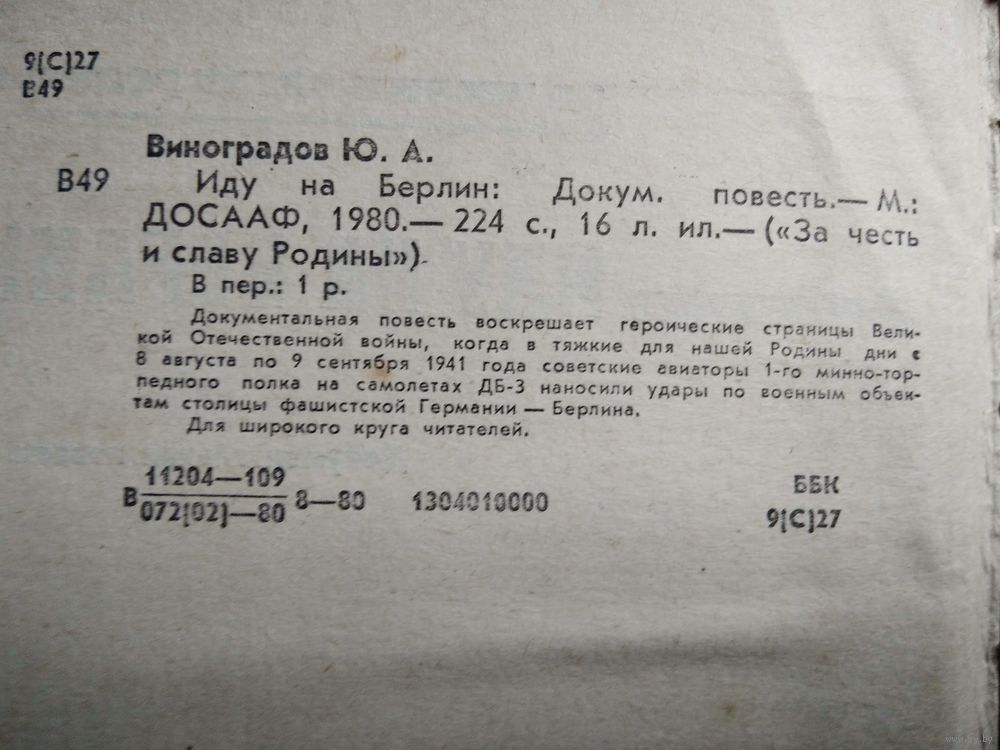 9(С)27
В49
Виноградов Ю. А.
В49 Иду на Берлин: Докум. повесть.— М.:
ДОСААФ, 1980.— 224 с., 16 л. ил.— («За честь
и славу Родины»).
В пер.: 1 р.
Документальная повесть воскрешает героические страницы Вели-
кой Отечественной войны, когда в тяжкие для нашей Родины дни с
8 августа по 9 сентября 1941 года советские авиаторы 1-го минно-тор-
педного полка на самолетах ДБ-3 наносили удары по военным объек-
там столицы фашистской Германии — Берлина.
Для широкого круга читателей.
11204—109
В 8—80 1304010000
072(02)—80
ББК
9(С)27